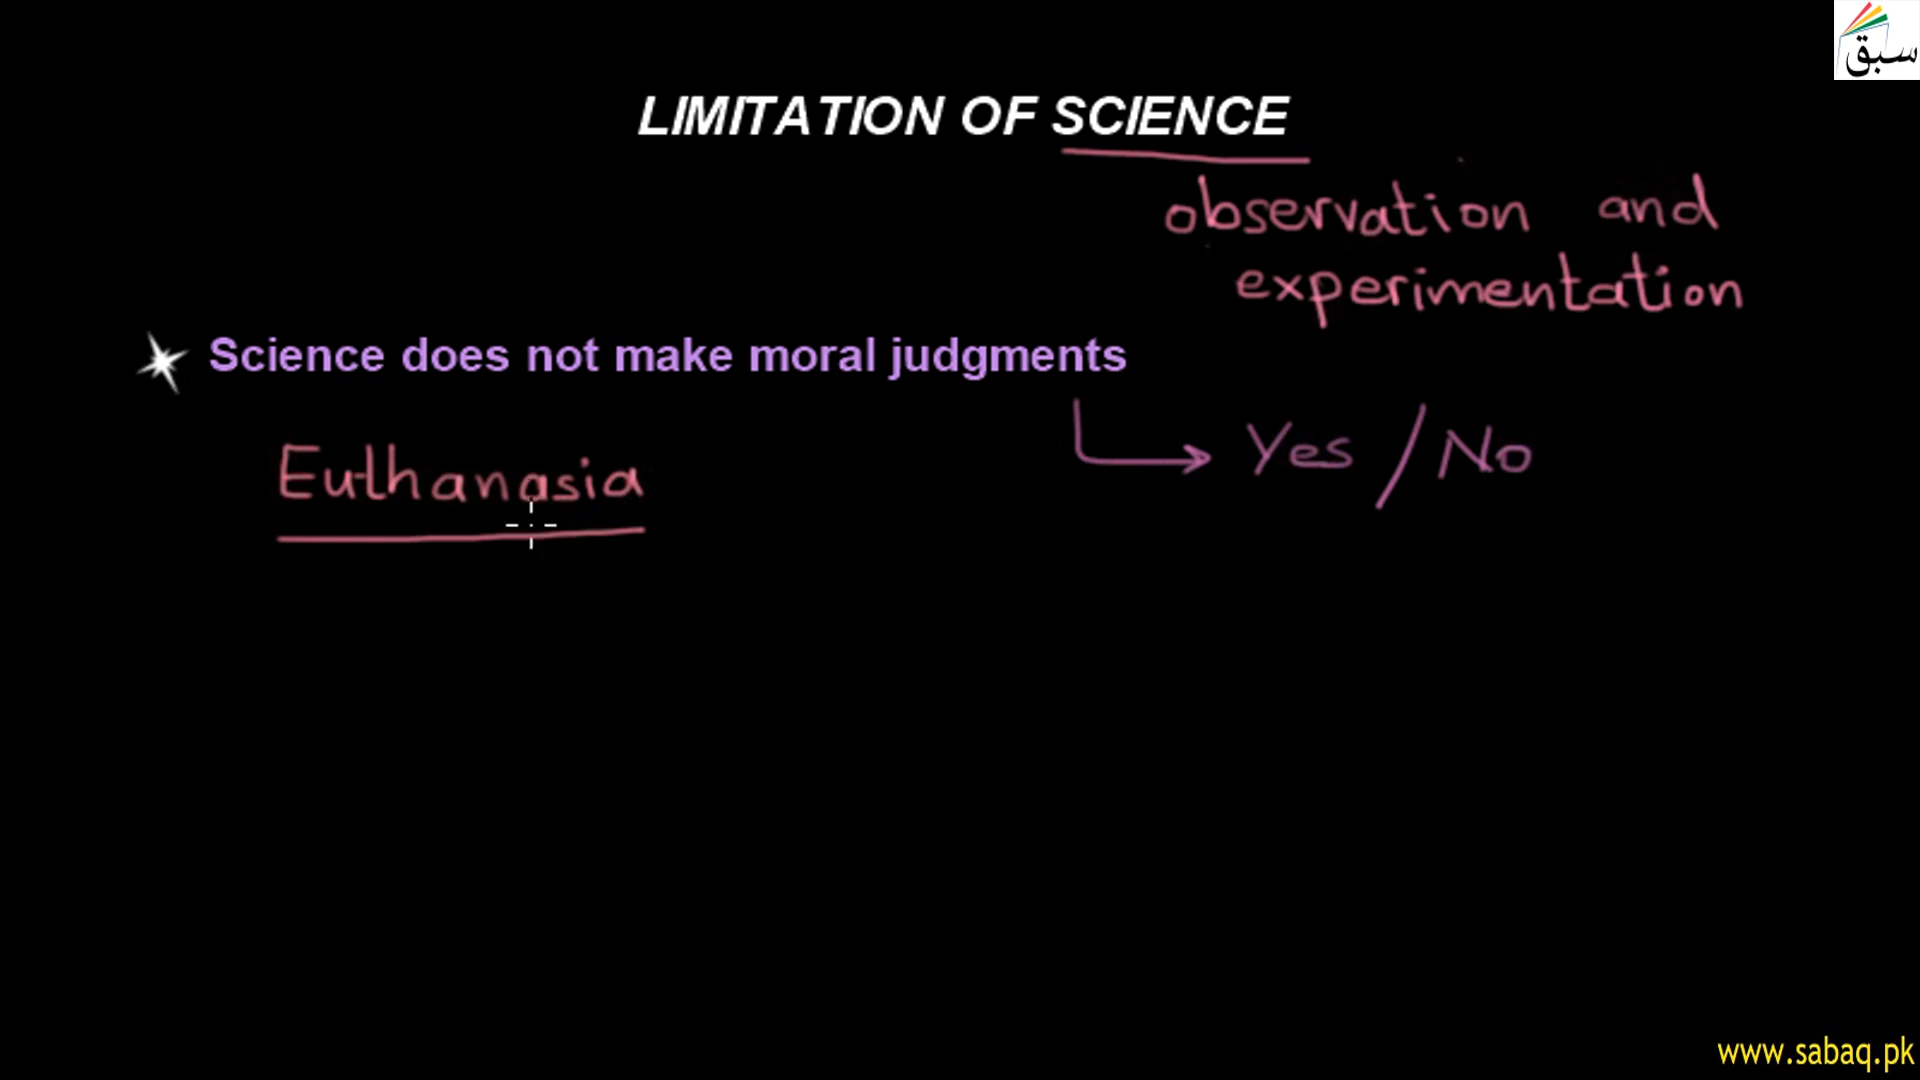 سبق
LIMITATION OF SCIENCE
observation and
experimentation
Science does not make moral judgments
Yes / No
Euthanasia
www.sabaq.pk